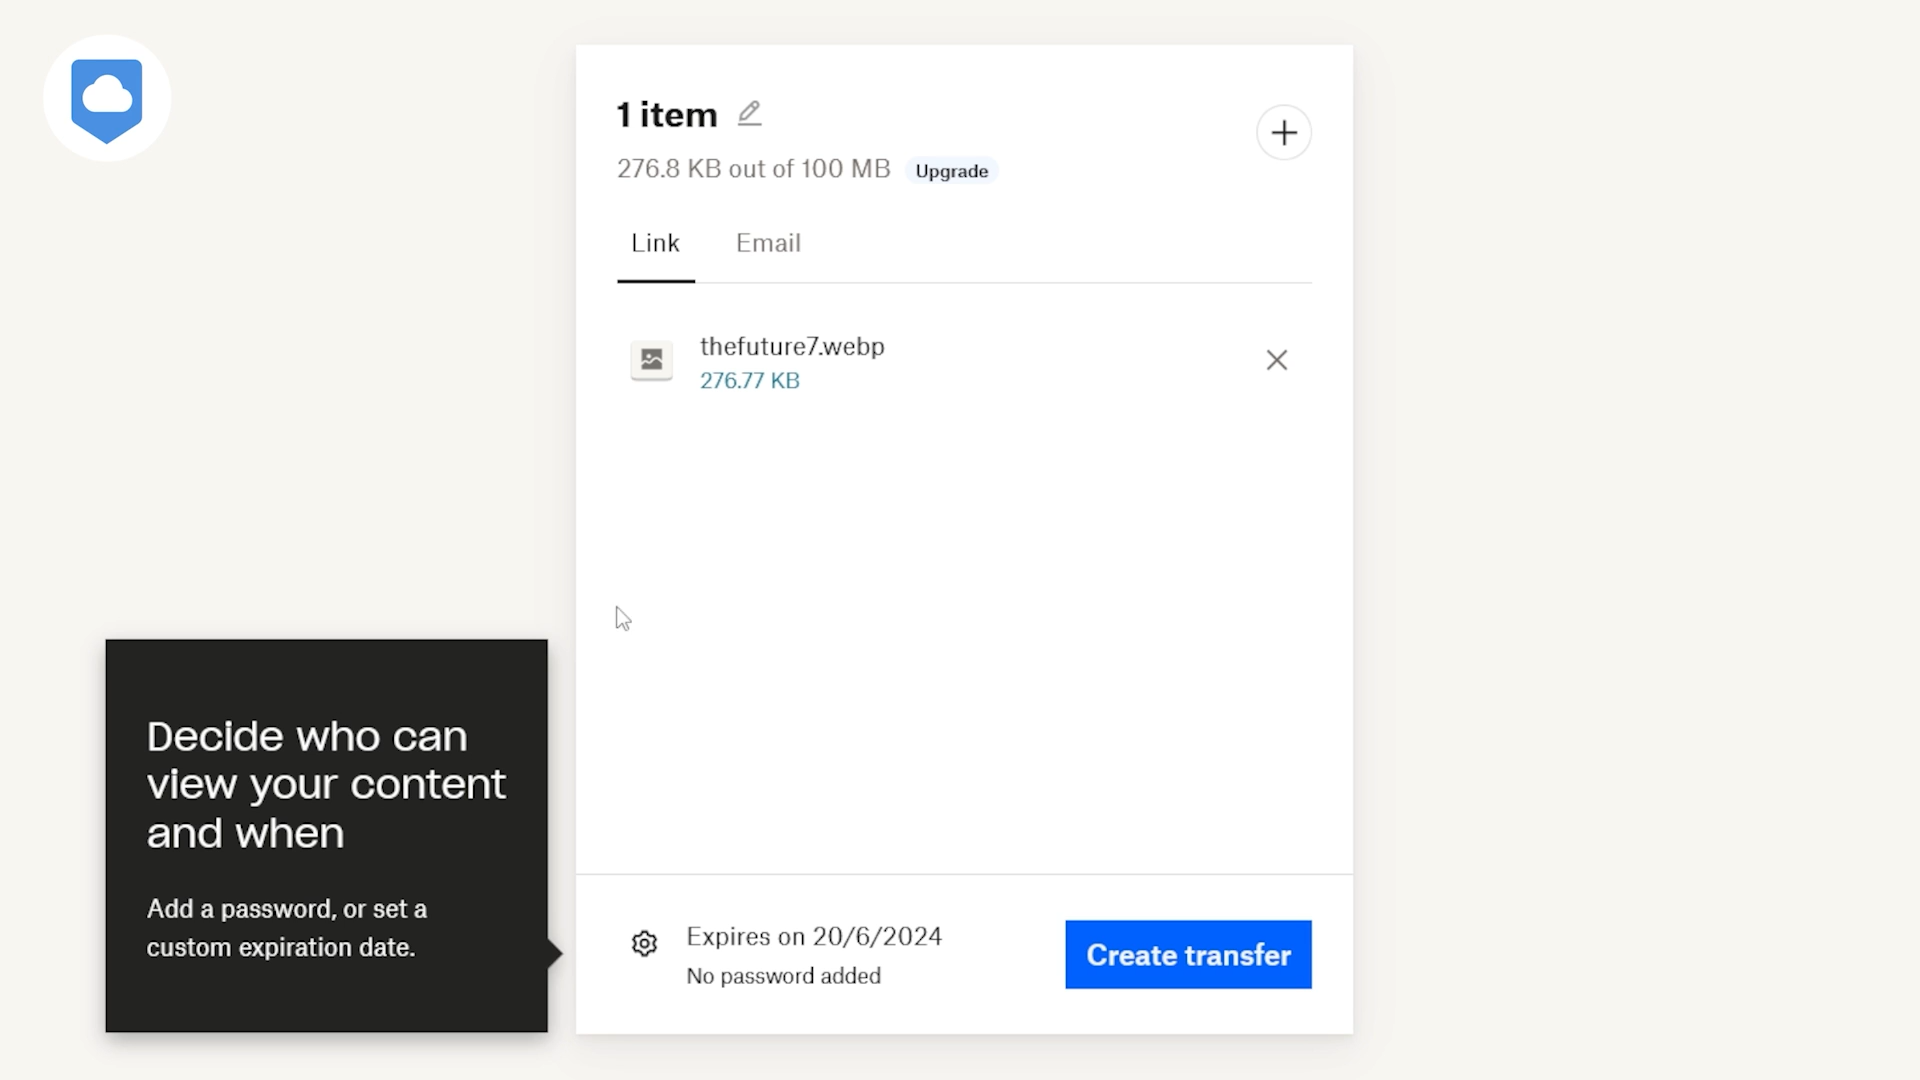 1 item
276.8 KB out of 100 MB Upgrade
Link Email
thefuture7.webp
276.77 KB
Decide who can
view your content
and when
Add a password, or set a
custom expiration date.
Expires on 20/6/2024
No password added
Create transfer